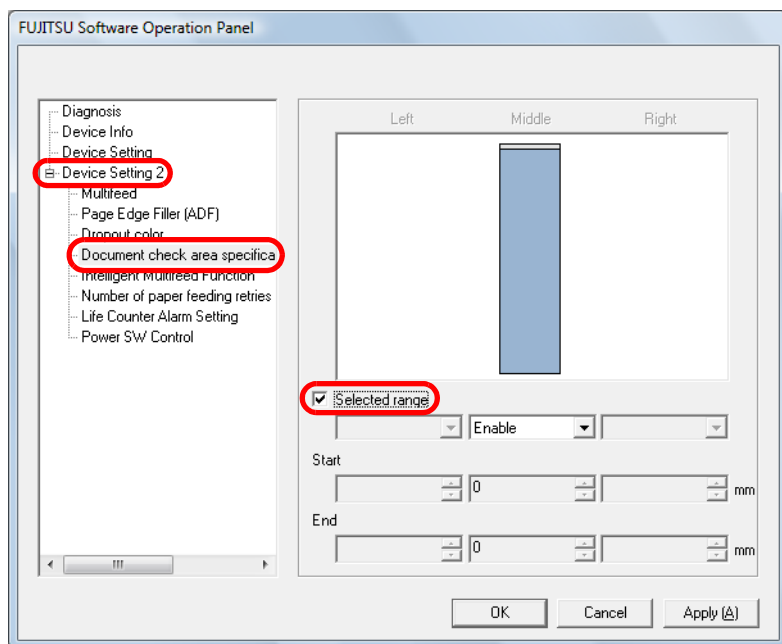 FUJITSU Software Operation Panel
Diagnosis
Device Info
Device Setting
Device Setting 2
Multifeed
Page Edge Filler (ADF)
Dropout color
Document check area specifica
Intelligent Multifeed Function
Number of paper feeding retries
Life Counter Alarm Setting
Power SW Control
Left Middle Right
Selected range
Enable
Start
0 mm
End
0 mm
OK Cancel Apply (A)